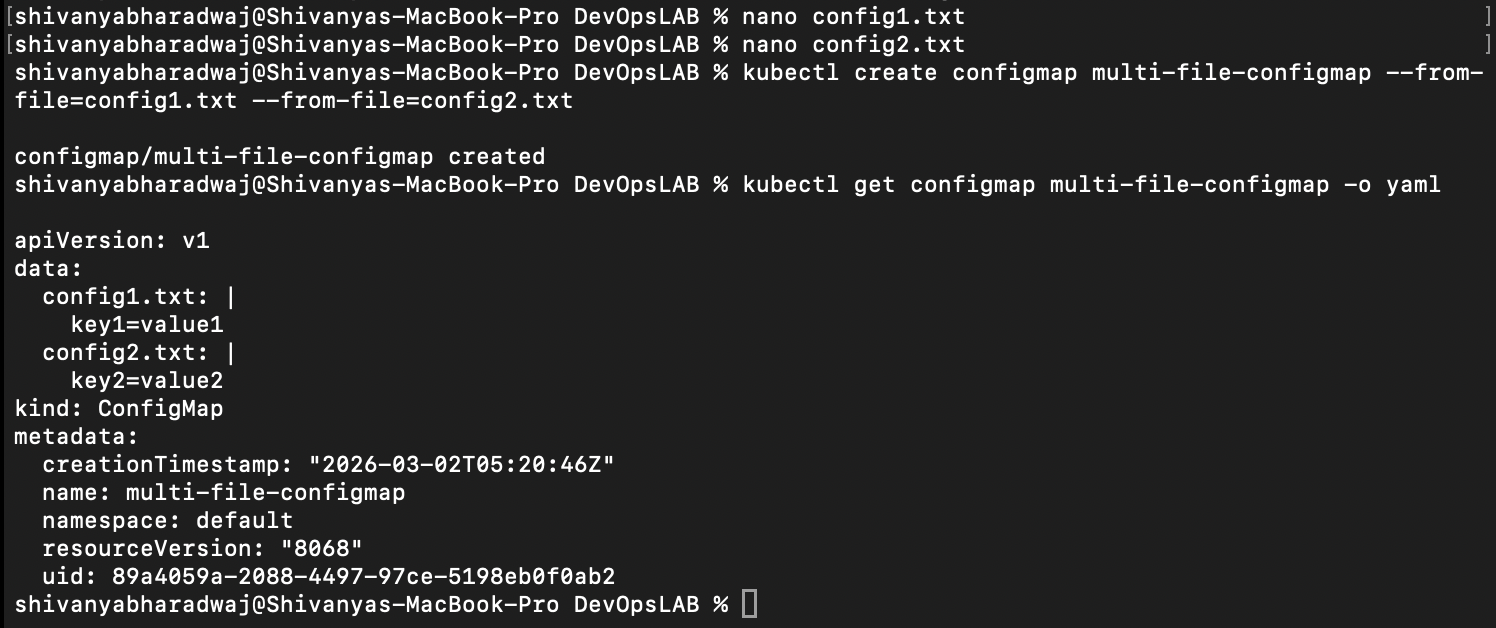 [shivanyabharadwaj@Shivanyas-MacBook-Pro DevOpsLAB % nano config1.txt ]
[shivanyabharadwaj@Shivanyas-MacBook-Pro DevOpsLAB % nano config2.txt ]
shivanyabharadwaj@Shivanyas-MacBook-Pro DevOpsLAB % kubectl create configmap multi-file-configmap --from-
file=config1.txt --from-file=config2.txt
configmap/multi-file-configmap created
shivanyabharadwaj@Shivanyas-MacBook-Pro DevOpsLAB % kubectl get configmap multi-file-configmap -o yaml
apiVersion: v1
data:
  config1.txt: |
    key1=value1
  config2.txt: |
    key2=value2
kind: ConfigMap
metadata:
  creationTimestamp: "2026-03-02T05:20:46Z"
  name: multi-file-configmap
  namespace: default
  resourceVersion: "8068"
  uid: 89a4059a-2088-4497-97ce-5198eb0f0ab2
shivanyabharadwaj@Shivanyas-MacBook-Pro DevOpsLAB %